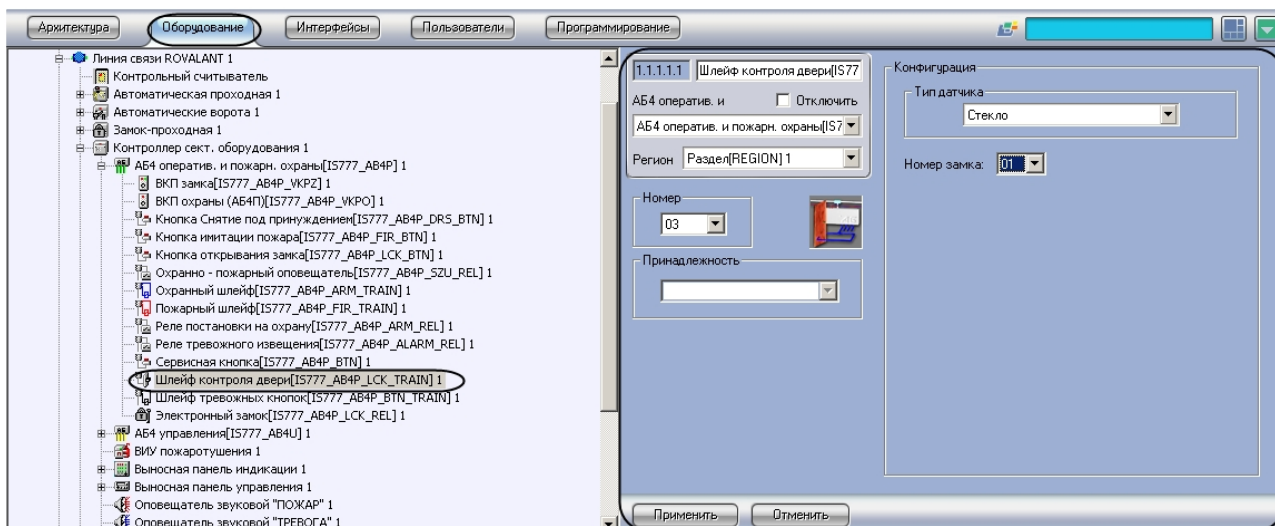 Архитектура Оборудование Интерфейсы Пользователи Программирование
Линия связи ROVALANT 1
Контрольный считыватель
Автоматическая проходная 1
Автоматические ворота 1
Замок-проходная 1
Контроллер сект. оборудования 1
АБ4 оператив. и пожарн. охраны[IS777_AB4P] 1
ВКП замка[IS777_AB4P_VKPZ] 1
ВКП охраны (АБ4П)[IS777_AB4P_VKPO] 1
Кнопка Снятие под принуждением[IS777_AB4P_DRS_BTN] 1
Кнопка имитации пожара[IS777_AB4P_FIR_BTN] 1
Кнопка открывания замка[IS777_AB4P_LCK_BTN] 1
Охранно - пожарный оповещатель[IS777_AB4P_SZU_REL] 1
Охранный шлейф[IS777_AB4P_ARM_TRAIN] 1
Пожарный шлейф[IS777_AB4P_FIR_TRAIN] 1
Реле постановки на охрану[IS777_AB4P_ARM_REL] 1
Реле тревожного извещения[IS777_AB4P_ALARM_REL] 1
Сервисная кнопка[IS777_AB4P_BTN] 1
Шлейф контроля двери[IS777_AB4P_LCK_TRAIN] 1
Шлейф тревожных кнопок[IS777_AB4P_BTN_TRAIN] 1
Электронный замок[IS777_AB4P_LCK_REL] 1
АБ4 управления[IS777_AB4U] 1
ВИУ пожаротушения 1
Выносная панель индикации 1
Выносная панель управления 1
Оповещатель звуковой "ПОЖАР" 1
Оповещатель звуковой "ТРЕВОГА" 1
1.1.1.1.1 Шлейф контроля двери[IS77
АБ4 оператив. и Отключить
АБ4 оператив. и пожарн. охраны[IS7
Регион Раздел[REGION] 1
Номер
03
Принадлежность
Конфигурация
Тип датчика
Стекло
Номер замка: 01
Применить Отменить